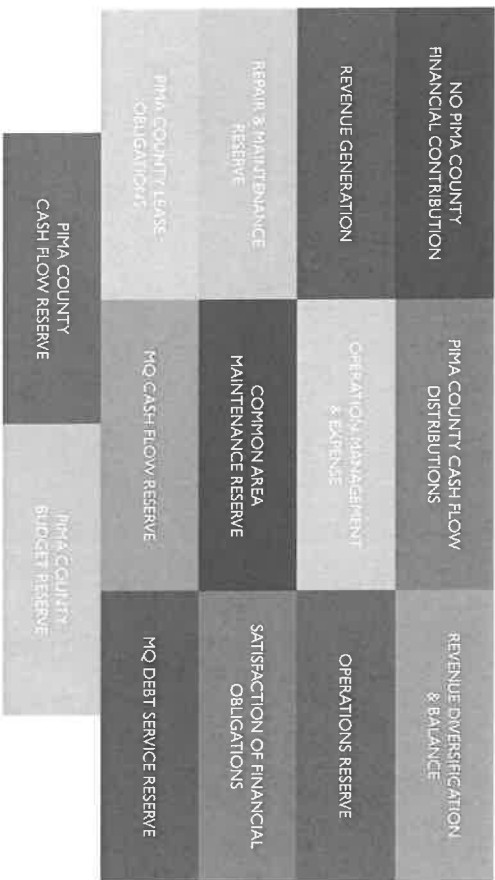 NO PIMA COUNTY
FINANCIAL CONTRIBUTION
PIMA COUNTY CASH FLOW
DISTRIBUTIONS
REVENUE DIVERSIFICATION
& BALANCE
REVENUE GENERATION
OPERATION MANAGEMENT
& EXPENSE
OPERATIONS RESERVE
REPAIR & MAINTENANCE
RESERVE
COMMON AREA
MAINTENANCE RESERVE
SATISFACTION OF FINANCIAL
OBLIGATIONS
PIMA COUNTY LEASE
OBLIGATIONS
MQ CASH FLOW RESERVE
MQ DEBT SERVICE RESERVE
PIMA COUNTY
CASH FLOW RESERVE
PIMA COUNTY
BUDGET RESERVE